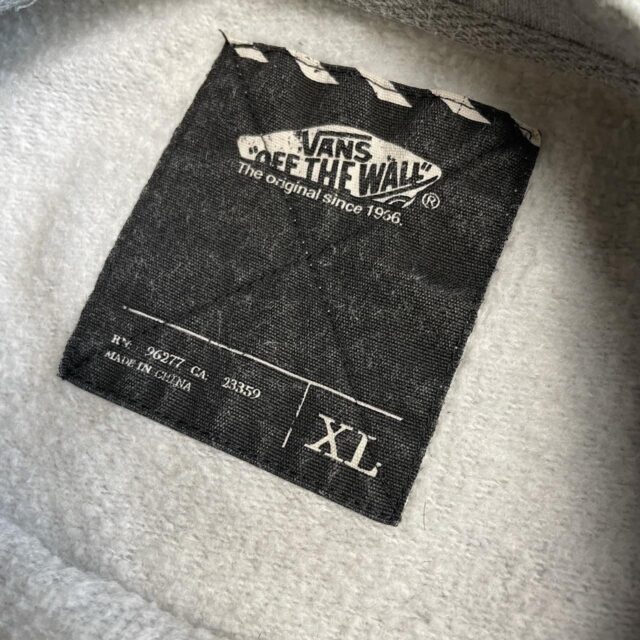 VANS
"OFF THE WALL"®
The original since 1966.
RN: 96277 CA: 23359
MADE IN CHINA
XL